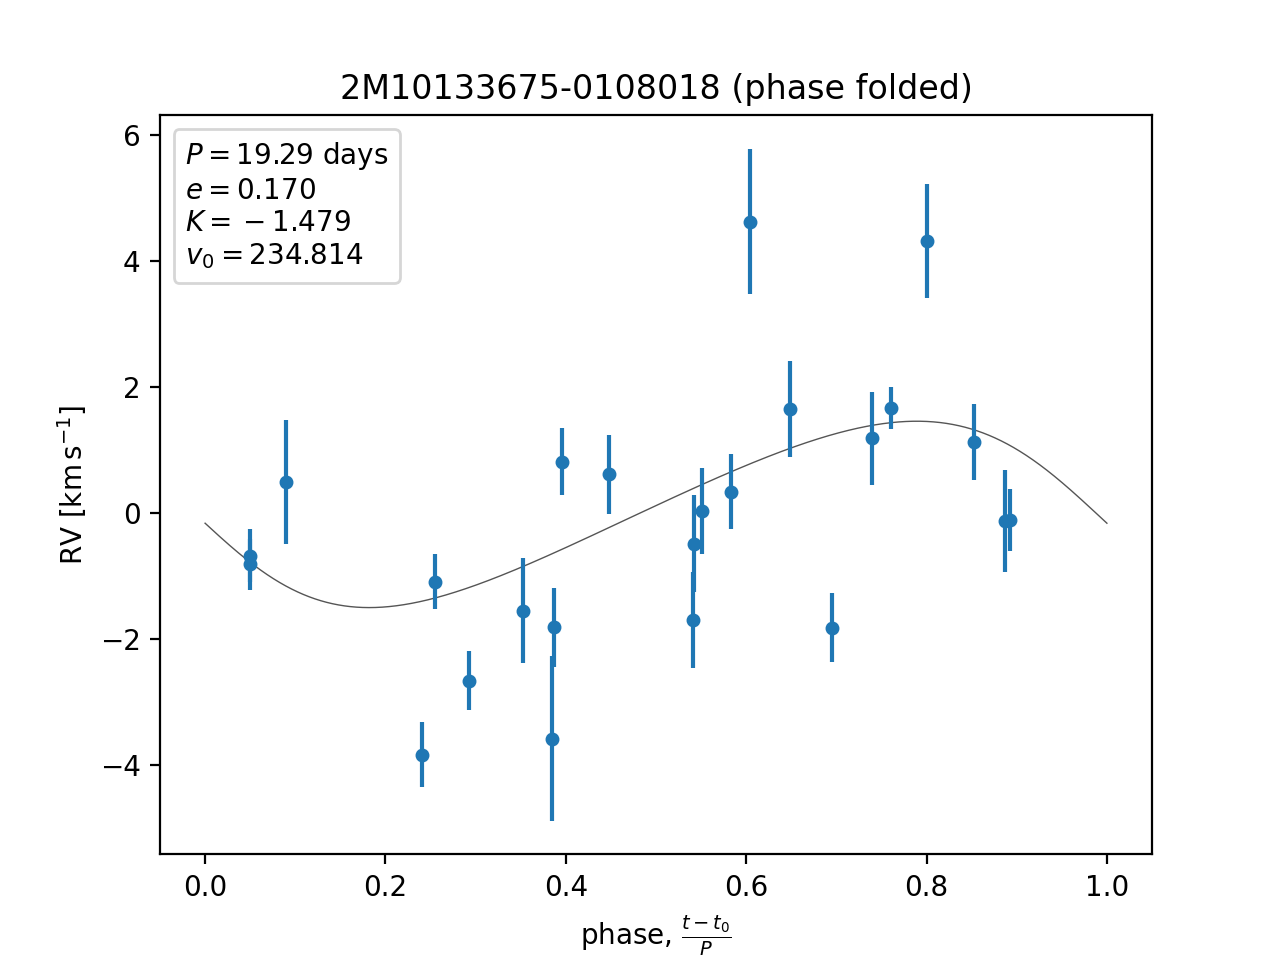 2M10133675-0108018 (phase folded)
P = 19.29 days
e = 0.170
K = −1.479
v₀ = 234.814
6
4
2
0
−2
−4
RV [km s⁻¹]
0.0 0.2 0.4 0.6 0.8 1.0
phase, (t − t₀)/P